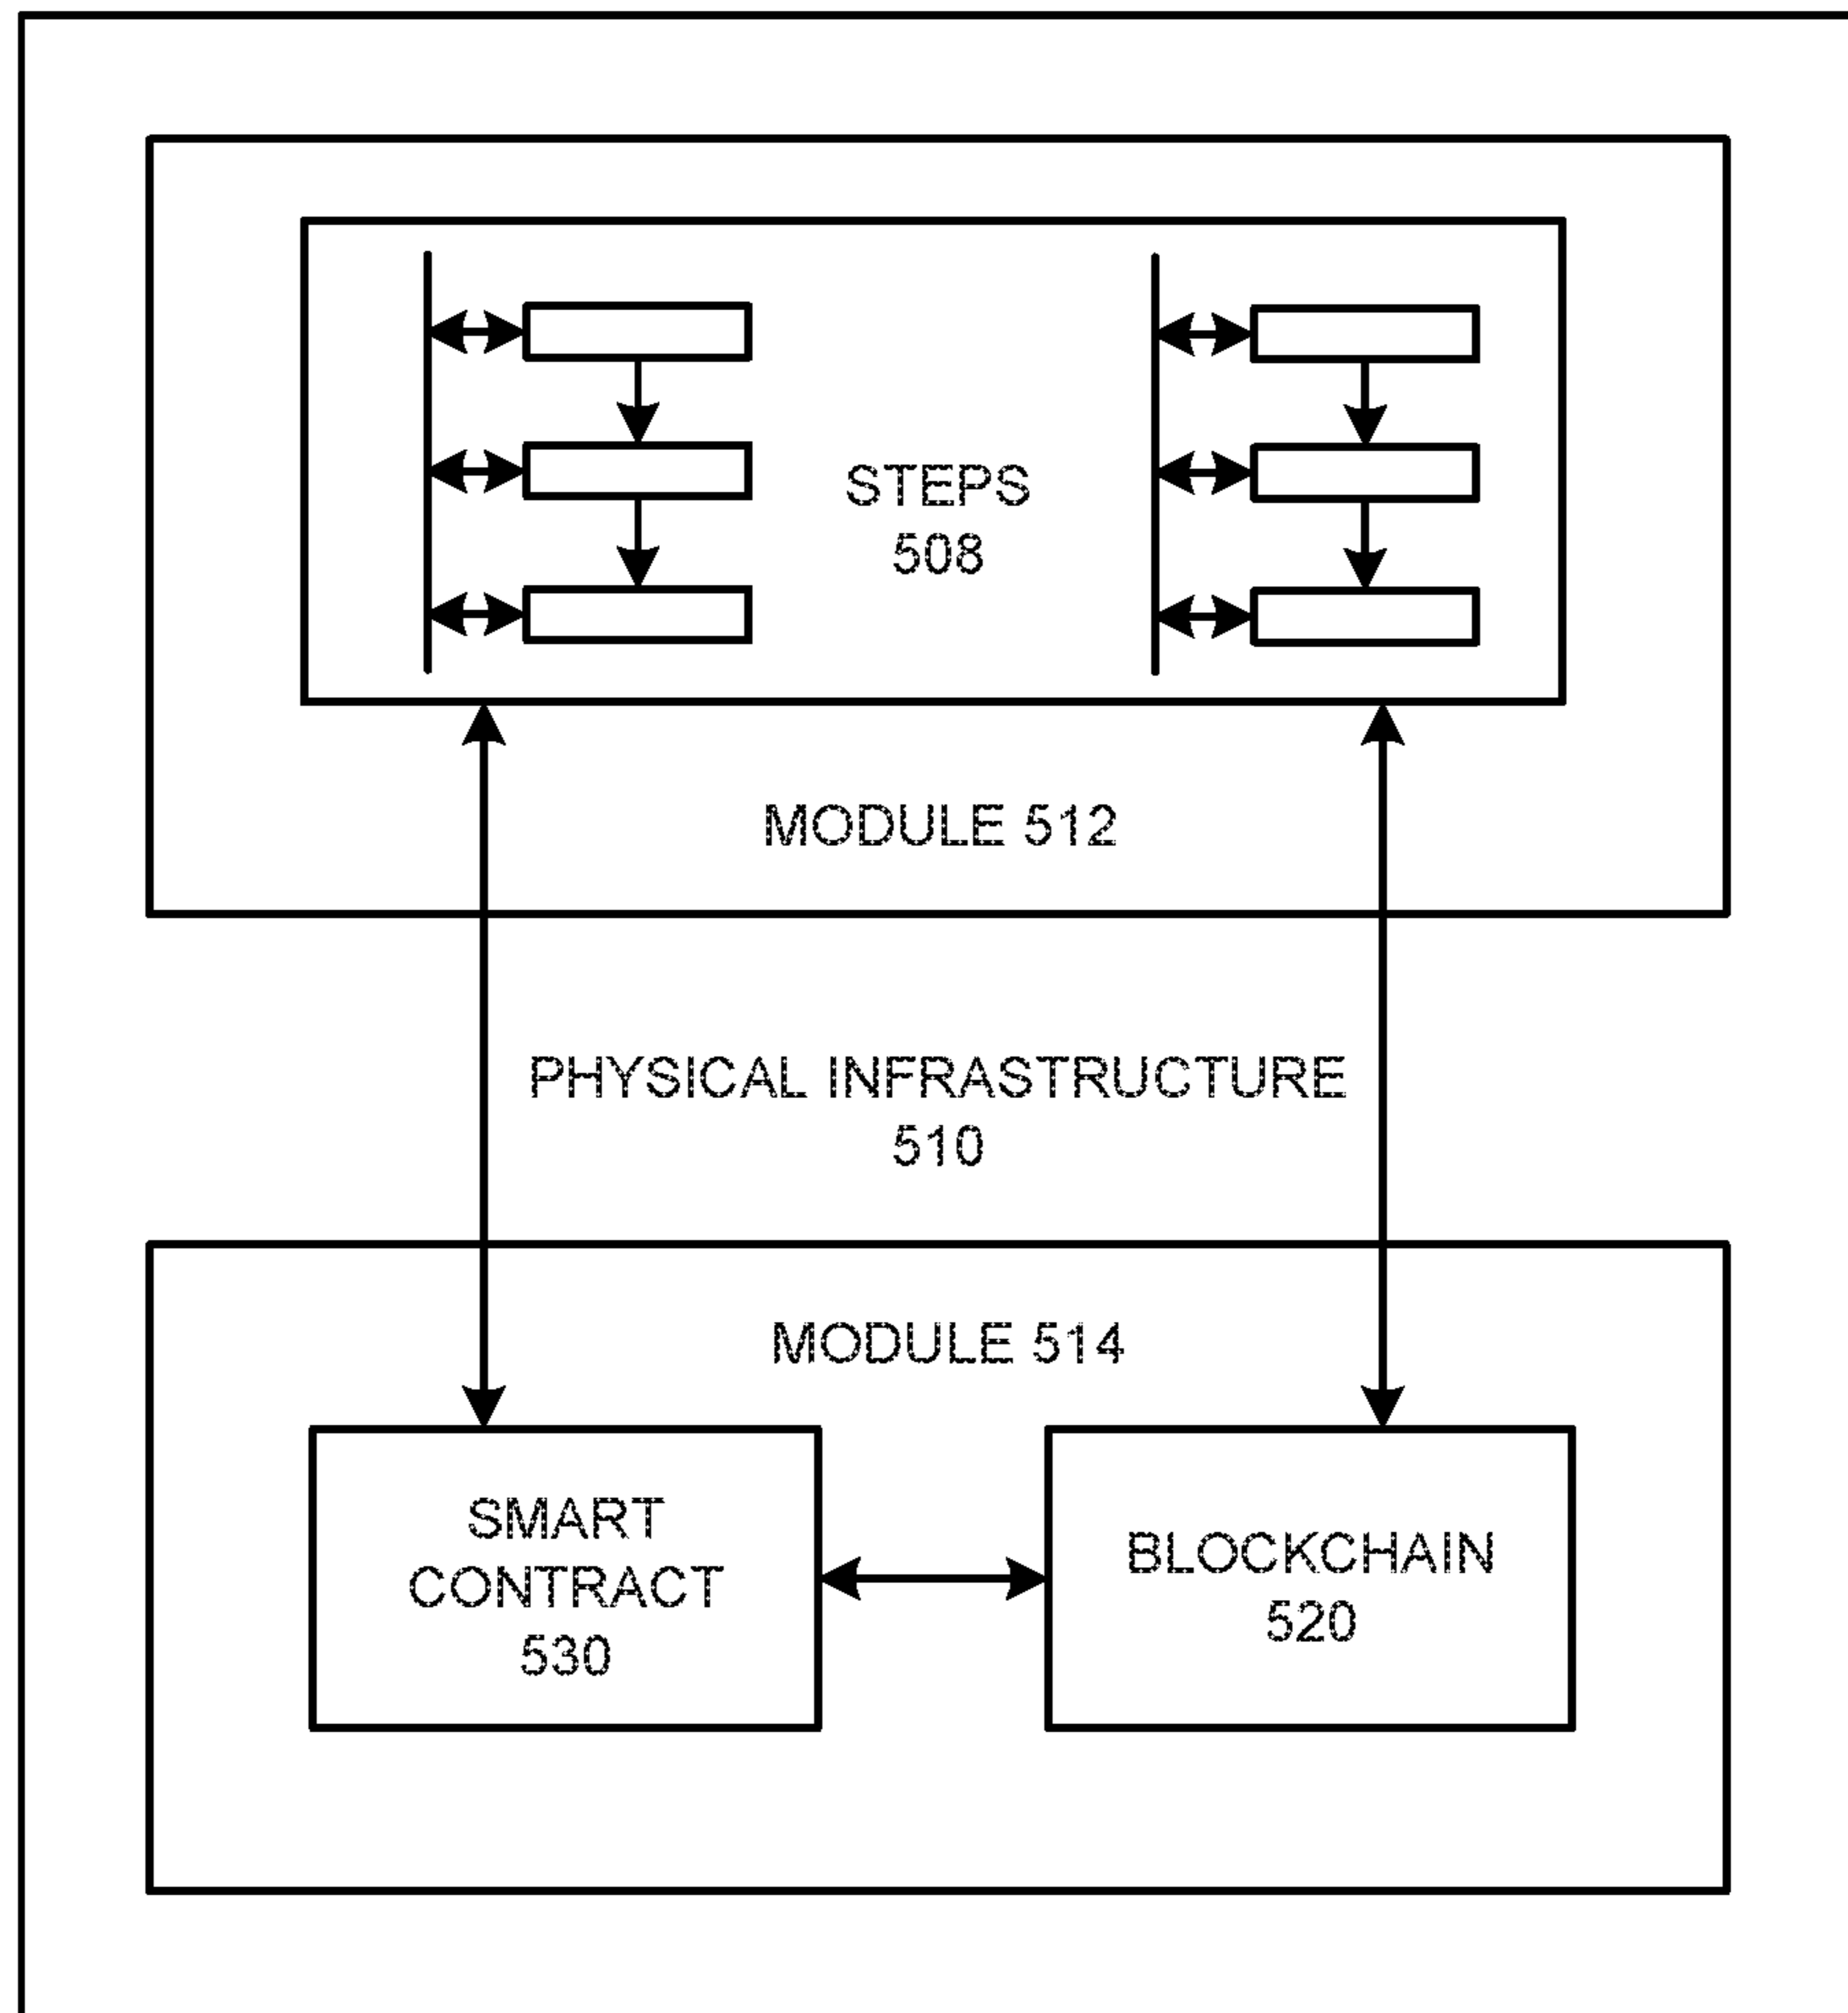 STEPS
508
MODULE 512
PHYSICAL INFRASTRUCTURE
510
MODULE 514
SMART
CONTRACT
530
BLOCKCHAIN
520